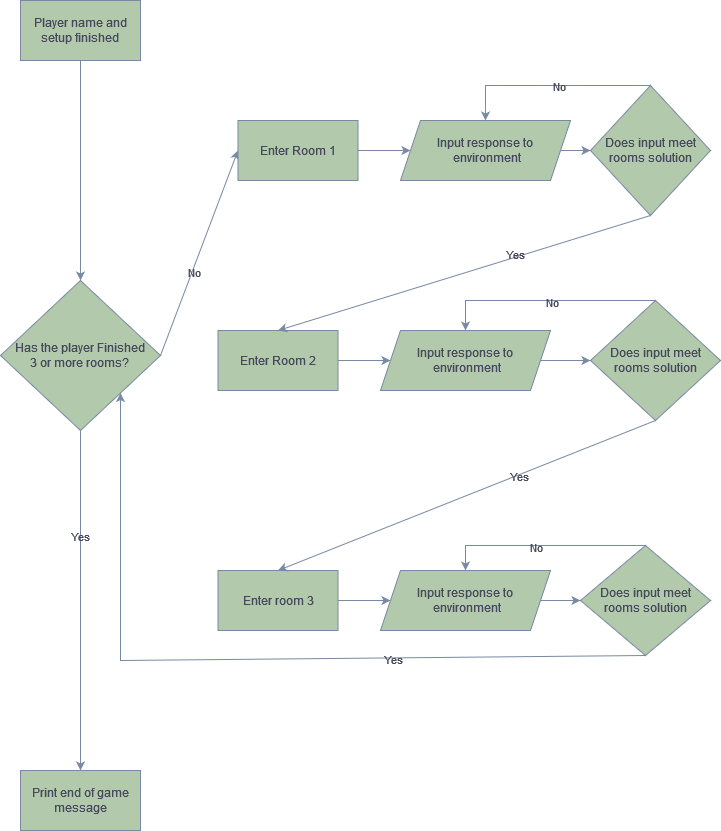 Player name and
setup finished
No
Enter Room 1
Input response to
environment
Does input meet
rooms solution
No
Yes
No
Enter Room 2
Input response to
environment
Does input meet
rooms solution
Has the player Finished
3 or more rooms?
Yes
Yes
No
Enter room 3
Input response to
environment
Does input meet
rooms solution
Yes
Print end of game
message